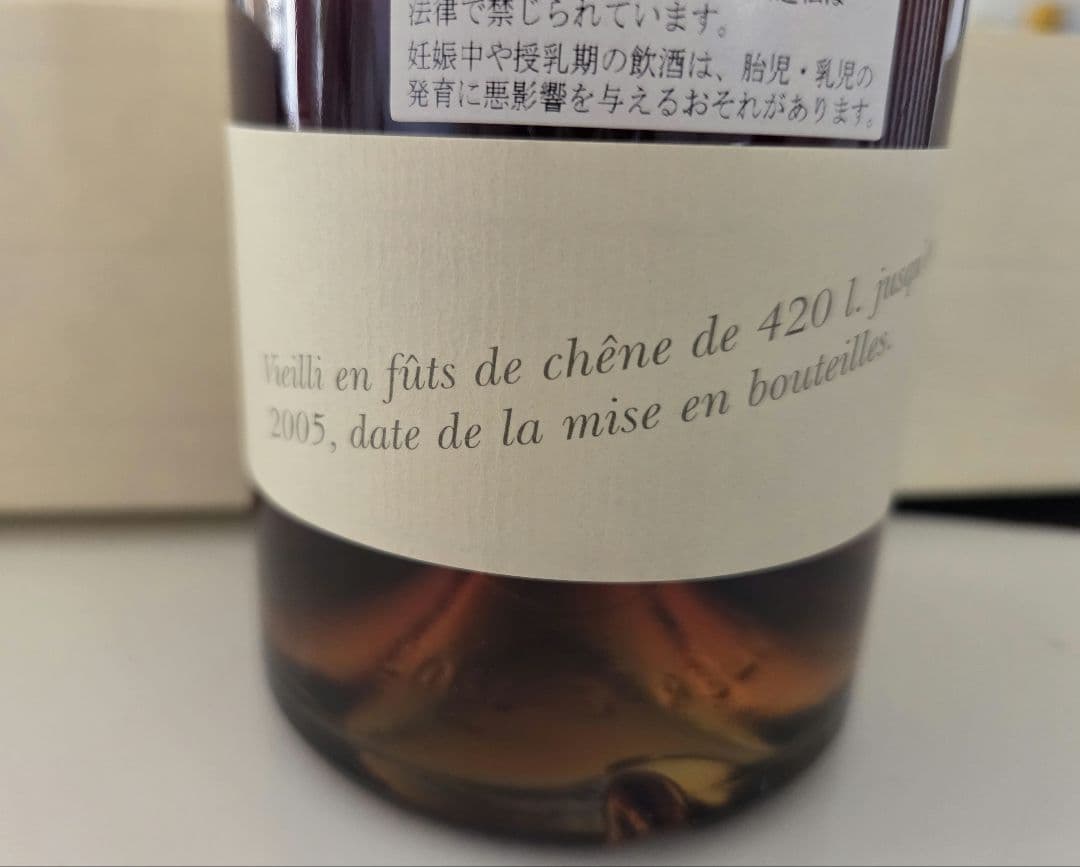 法律で禁じられています。
妊娠中や授乳期の飲酒は、胎児・乳児の
発育に悪影響を与えるおそれがあります。
Vieilli en fûts de chêne de 420 l.
2005, date de la mise en bouteilles.